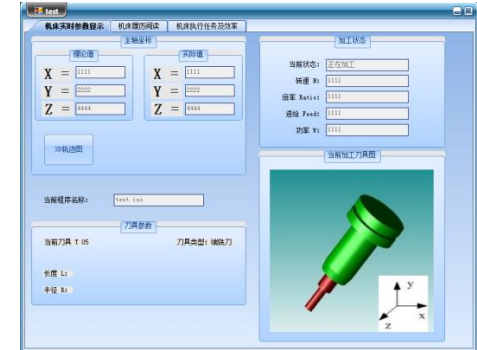 test
机床实时参数显示 机床履历阅读 机床执行任务及效率
主轴坐标
理论值 实际值
X = 1111 X = 1111
Y = 2222 Y = 2222
Z = 4444 Z = 4444
3D轨迹图
当前程序名称: test.iso
刀具参数
当前刀具 T 05 刀具类型: 端铣刀
长度 L:
半径 R:
加工状态
当前状态: 正在加工
转速 N: 1111
倍率 Ratio: 1111
进给 Feed: 1111
功率 W: 1111
当前加工刀具图
y
x
z